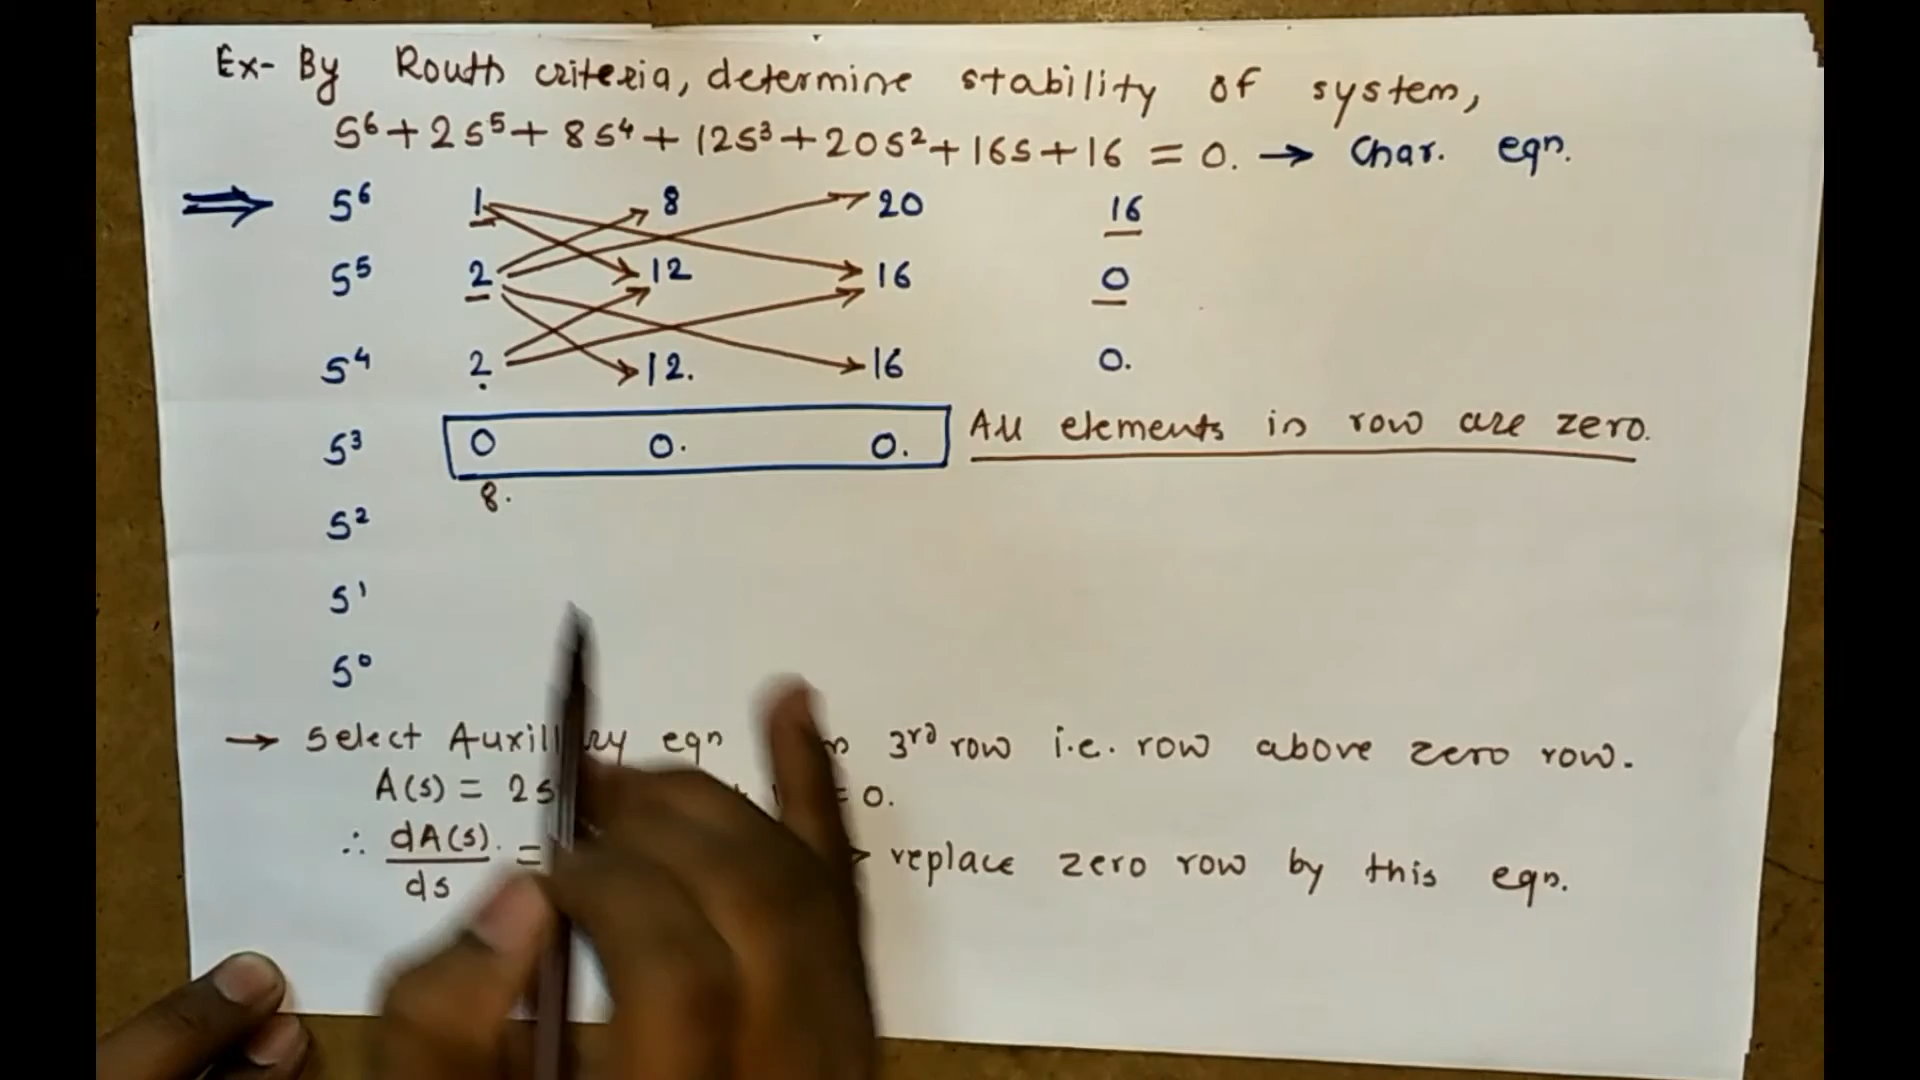 Ex- By Routh criteria, determine stability of system,
S⁶ + 2S⁵ + 8S⁴ + 12S³ + 20S² + 16S + 16 = 0. → Char. eqn.
⇒ S⁶ 1 8 20 16
S⁵ 2 12 16 0
S⁴ 2 12. 16 0.
S³ 0 0. 0. All elements in row are zero.
8.
S²
S¹
S⁰
→ Select eqn 3rd row i.e. row above zero row.
A(s) = 2s = 0.
∴ dA(s). =
ds
replace zero row by this eqn.